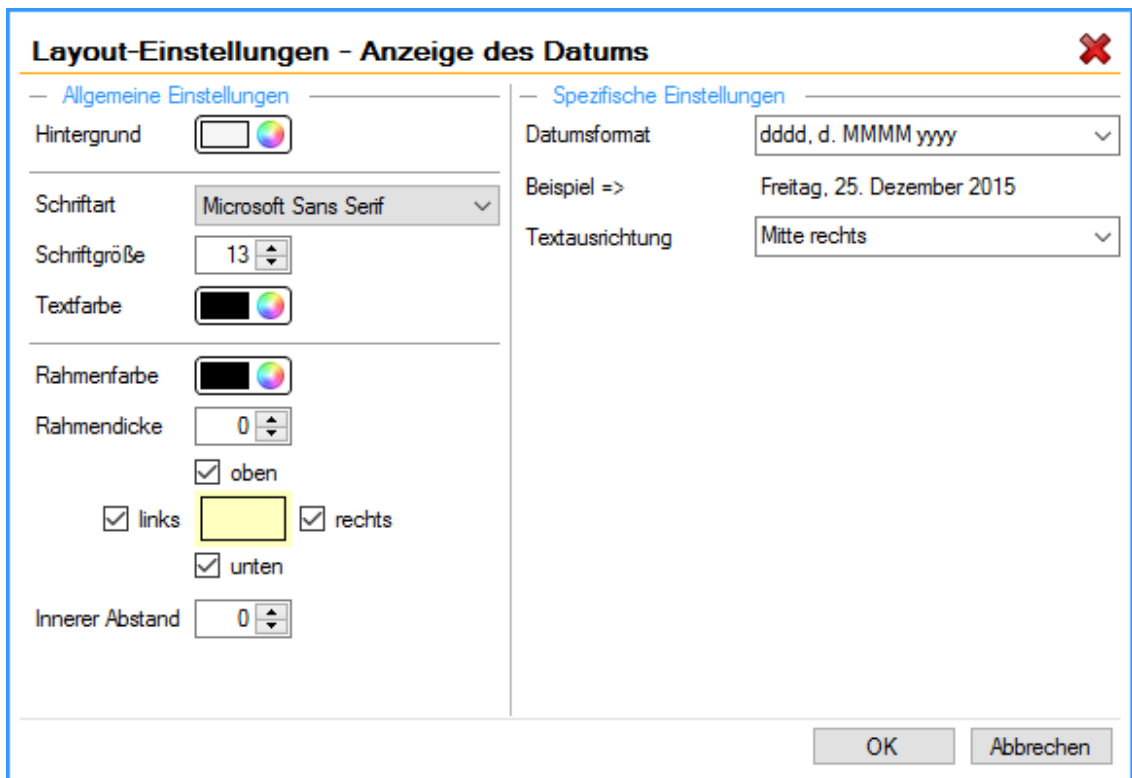 Layout-Einstellungen - Anzeige des Datums
Allgemeine Einstellungen
Hintergrund
Schriftart
Microsoft Sans Serif
Schriftgröße
13
Textfarbe
Rahmenfarbe
Rahmendicke
0
oben
links
rechts
unten
Innerer Abstand
0
Spezifische Einstellungen
Datumsformat
dddd, d. MMMM yyyy
Beispiel =>
Freitag, 25. Dezember 2015
Textausrichtung
Mitte rechts
OK
Abbrechen